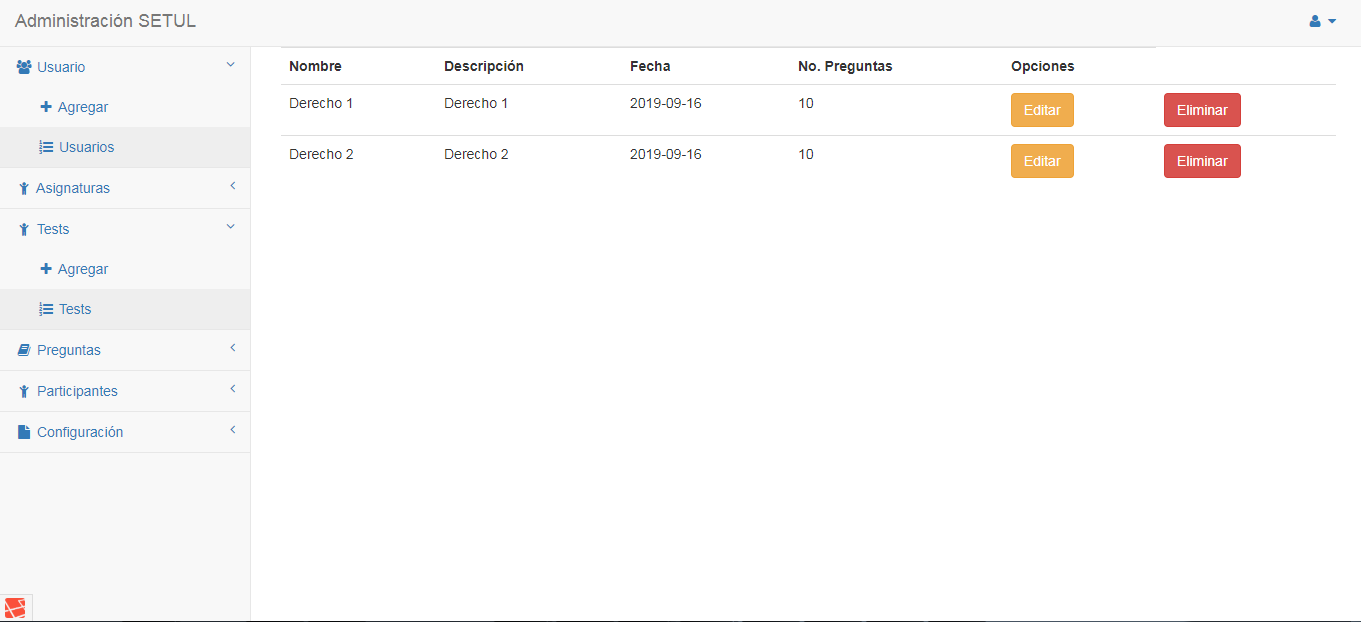 Administración SETUL
Usuario
Agregar
Usuarios
Asignaturas
Tests
Agregar
Tests
Preguntas
Participantes
Configuración
Nombre Descripción Fecha No. Preguntas Opciones
Derecho 1 Derecho 1 2019-09-16 10 Editar Eliminar
Derecho 2 Derecho 2 2019-09-16 10 Editar Eliminar